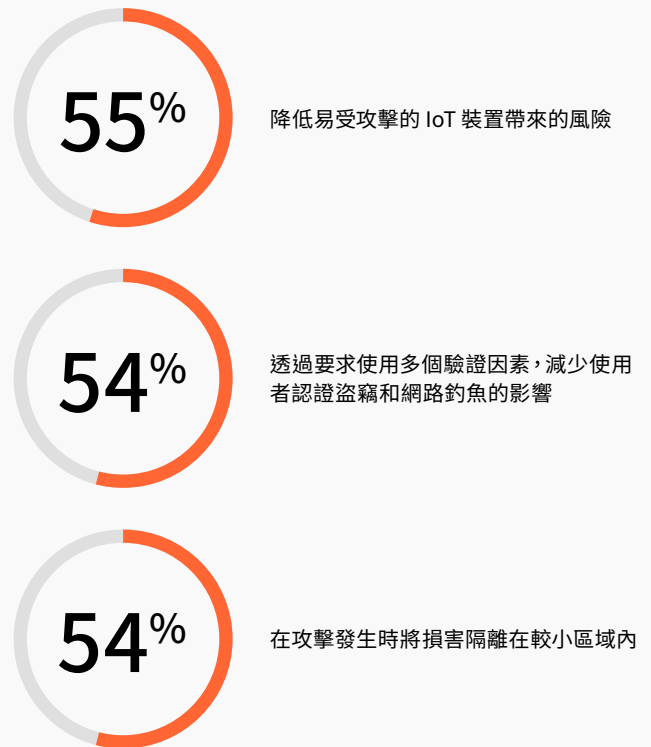 55%
降低易受攻擊的 IoT 裝置帶來的風險
54%
透過要求使用多個驗證因素，減少使用
者認證盜竊和網路釣魚的影響
54%
在攻擊發生時將損害隔離在較小區域內